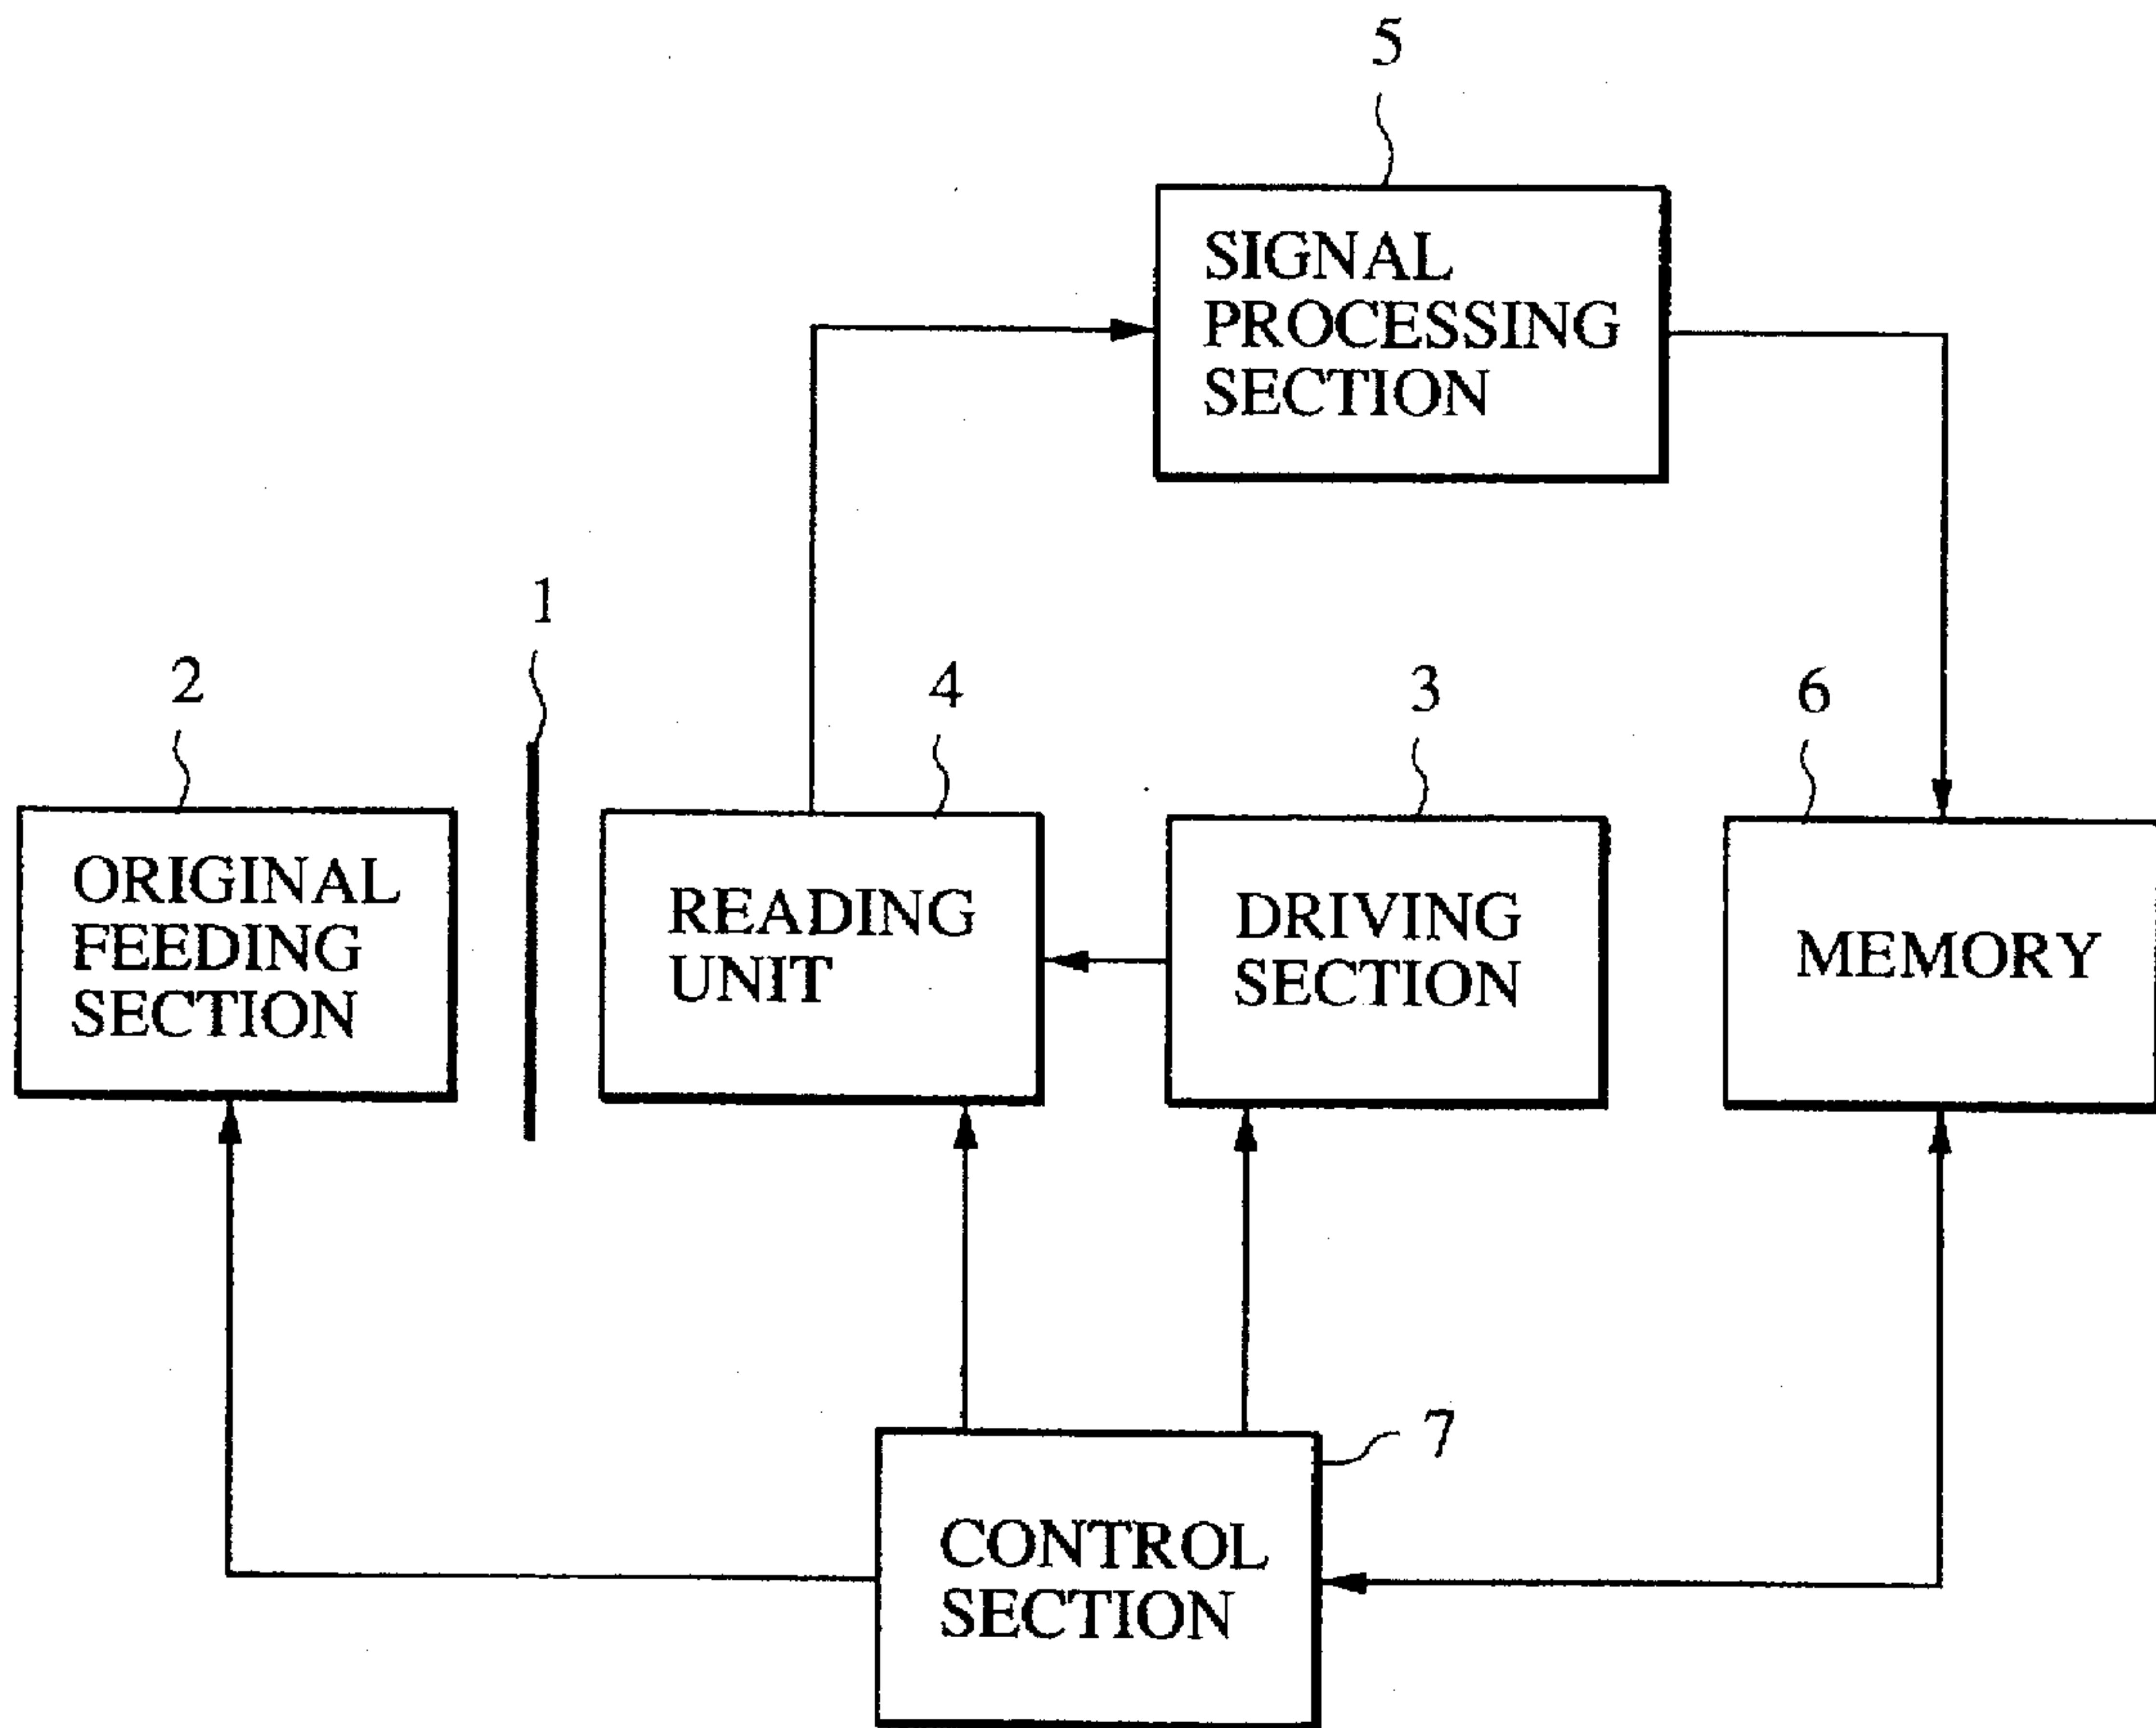 5
SIGNAL
PROCESSING
SECTION
1
2
4
3
6
ORIGINAL
FEEDING
SECTION
READING
UNIT
DRIVING
SECTION
MEMORY
7
CONTROL
SECTION